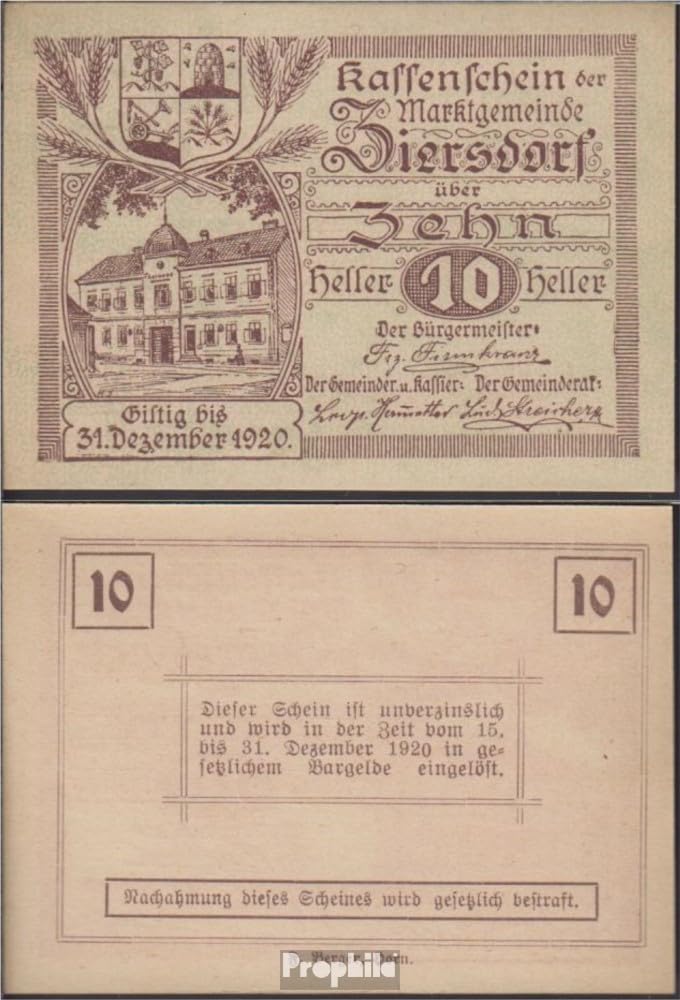 Kassenschein der
Marktgemeinde
Ziersdorf
über
Zehn
Heller 10 Heller
Der Bürgermeister:
Der Gemeinder. u. Kassier: Der Gemeinderat:
Giltig bis
31. Dezember 1920.
10 10
Dieser Schein ist unverzinslich
und wird in der Zeit vom 15.
bis 31. Dezember 1920 in ge=
setzlichem Bargelde eingelöst.
Nachahmung dieses Scheines wird gesetzlich bestraft.
Berger, Horn.
Prophila